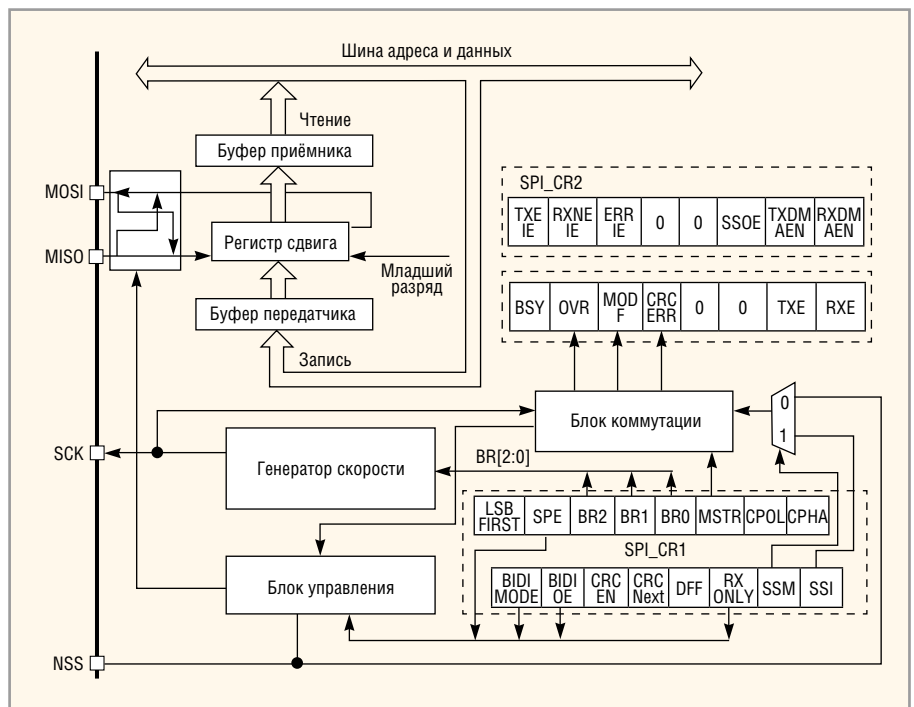 Шина адреса и данных
Чтение
Буфер приёмника
MOSI
MISO
Регистр сдвига
Младший
разряд
Буфер передатчика
Запись
SPI_CR2
TXE
IE
RXNE
IE
ERR
IE
0
0
SSOE
TXDM
AEN
RXDM
AEN
BSY
OVR
MOD
F
CRC
ERR
0
0
TXE
RXE
Блок коммутации
0
1
SCK
Генератор скорости
BR[2:0]
LSB
FIRST
SPE
BR2
BR1
BR0
MSTR
CPOL
CPHA
SPI_CR1
Блок управления
BIDI
MODE
BIDI
OE
CRC
EN
CRC
Next
DFF
RX
ONLY
SSM
SSI
NSS